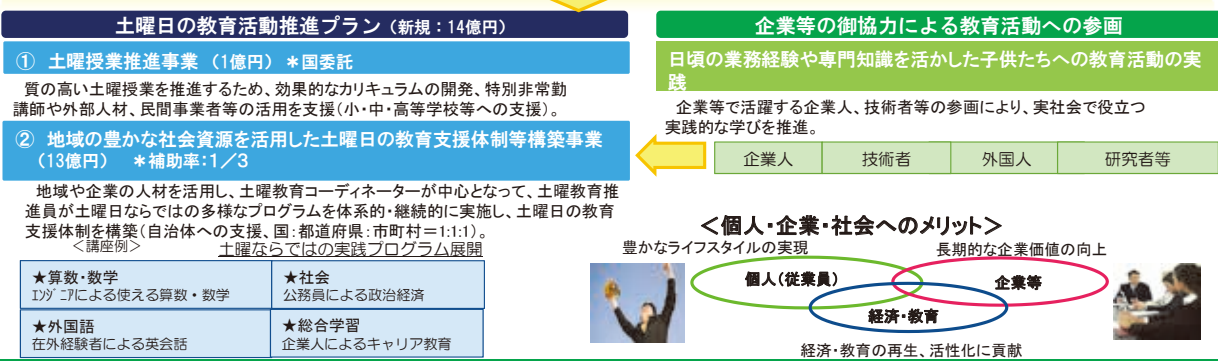 土曜日の教育活動推進プラン（新規：14億円）
① 土曜授業推進事業 （1億円） ＊国委託
質の高い土曜授業を推進するため、効果的なカリキュラムの開発、特別非常勤
講師や外部人材、民間事業者等の活用を支援（小・中・高等学校等への支援）。
② 地域の豊かな社会資源を活用した土曜日の教育支援体制等構築事業
（13億円） ＊補助率：1／3
地域や企業の人材を活用し、土曜教育コーディネーターが中心となって、土曜教育推
進員が土曜日ならではの多様なプログラムを体系的・継続的に実施し、土曜日の教育
支援体制を構築（自治体への支援、国：都道府県：市町村＝1:1:1）。
＜講座例＞
土曜ならではの実践プログラム展開
★算数・数学
エンジニアによる使える算数・数学
★社会
公務員による政治経済
★外国語
在外経験者による英会話
★総合学習
企業人によるキャリア教育
企業等の御協力による教育活動への参画
日頃の業務経験や専門知識を活かした子供たちへの教育活動の実
践
企業等で活躍する企業人、技術者等の参画により、実社会で役立つ
実践的な学びを推進。
企業人
技術者
外国人
研究者等
＜個人・企業・社会へのメリット＞
豊かなライフスタイルの実現
長期的な企業価値の向上
個人（従業員）
企業等
経済・教育
経済・教育の再生、活性化に貢献